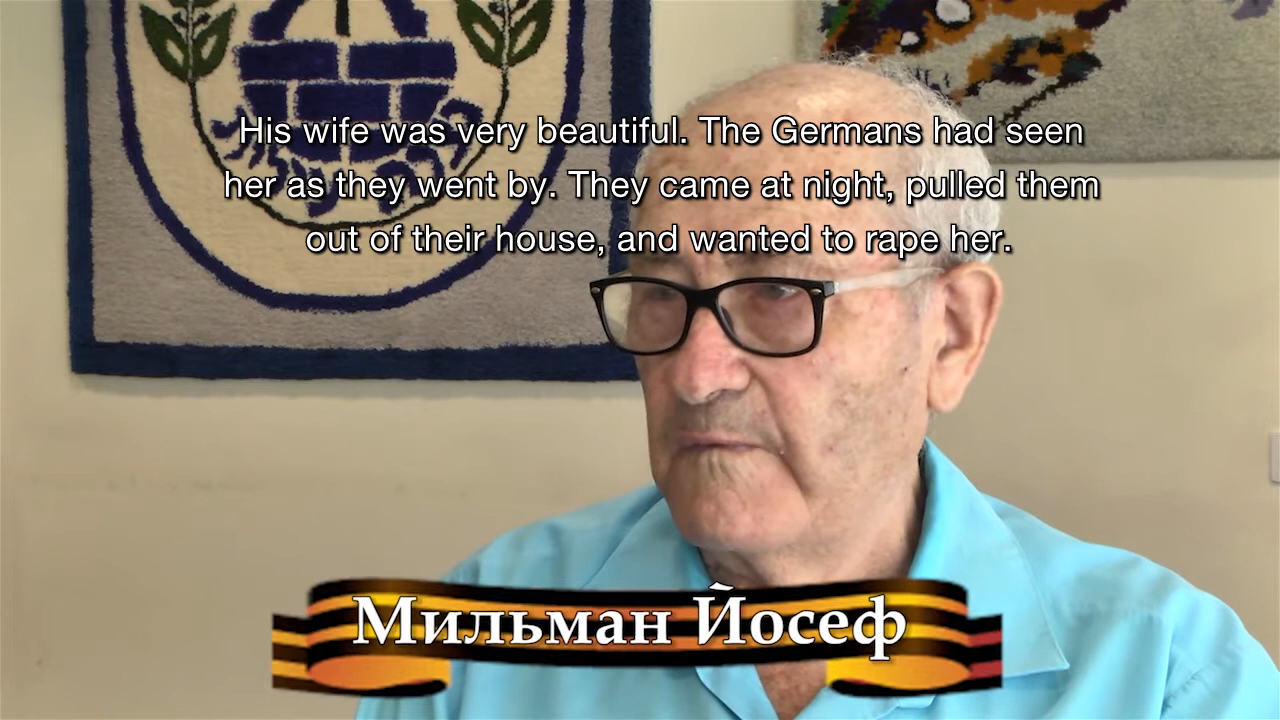 His wife was very beautiful. The Germans had seen
her as they went by. They came at night, pulled them
out of their house, and wanted to rape her.
Мильман Йосеф